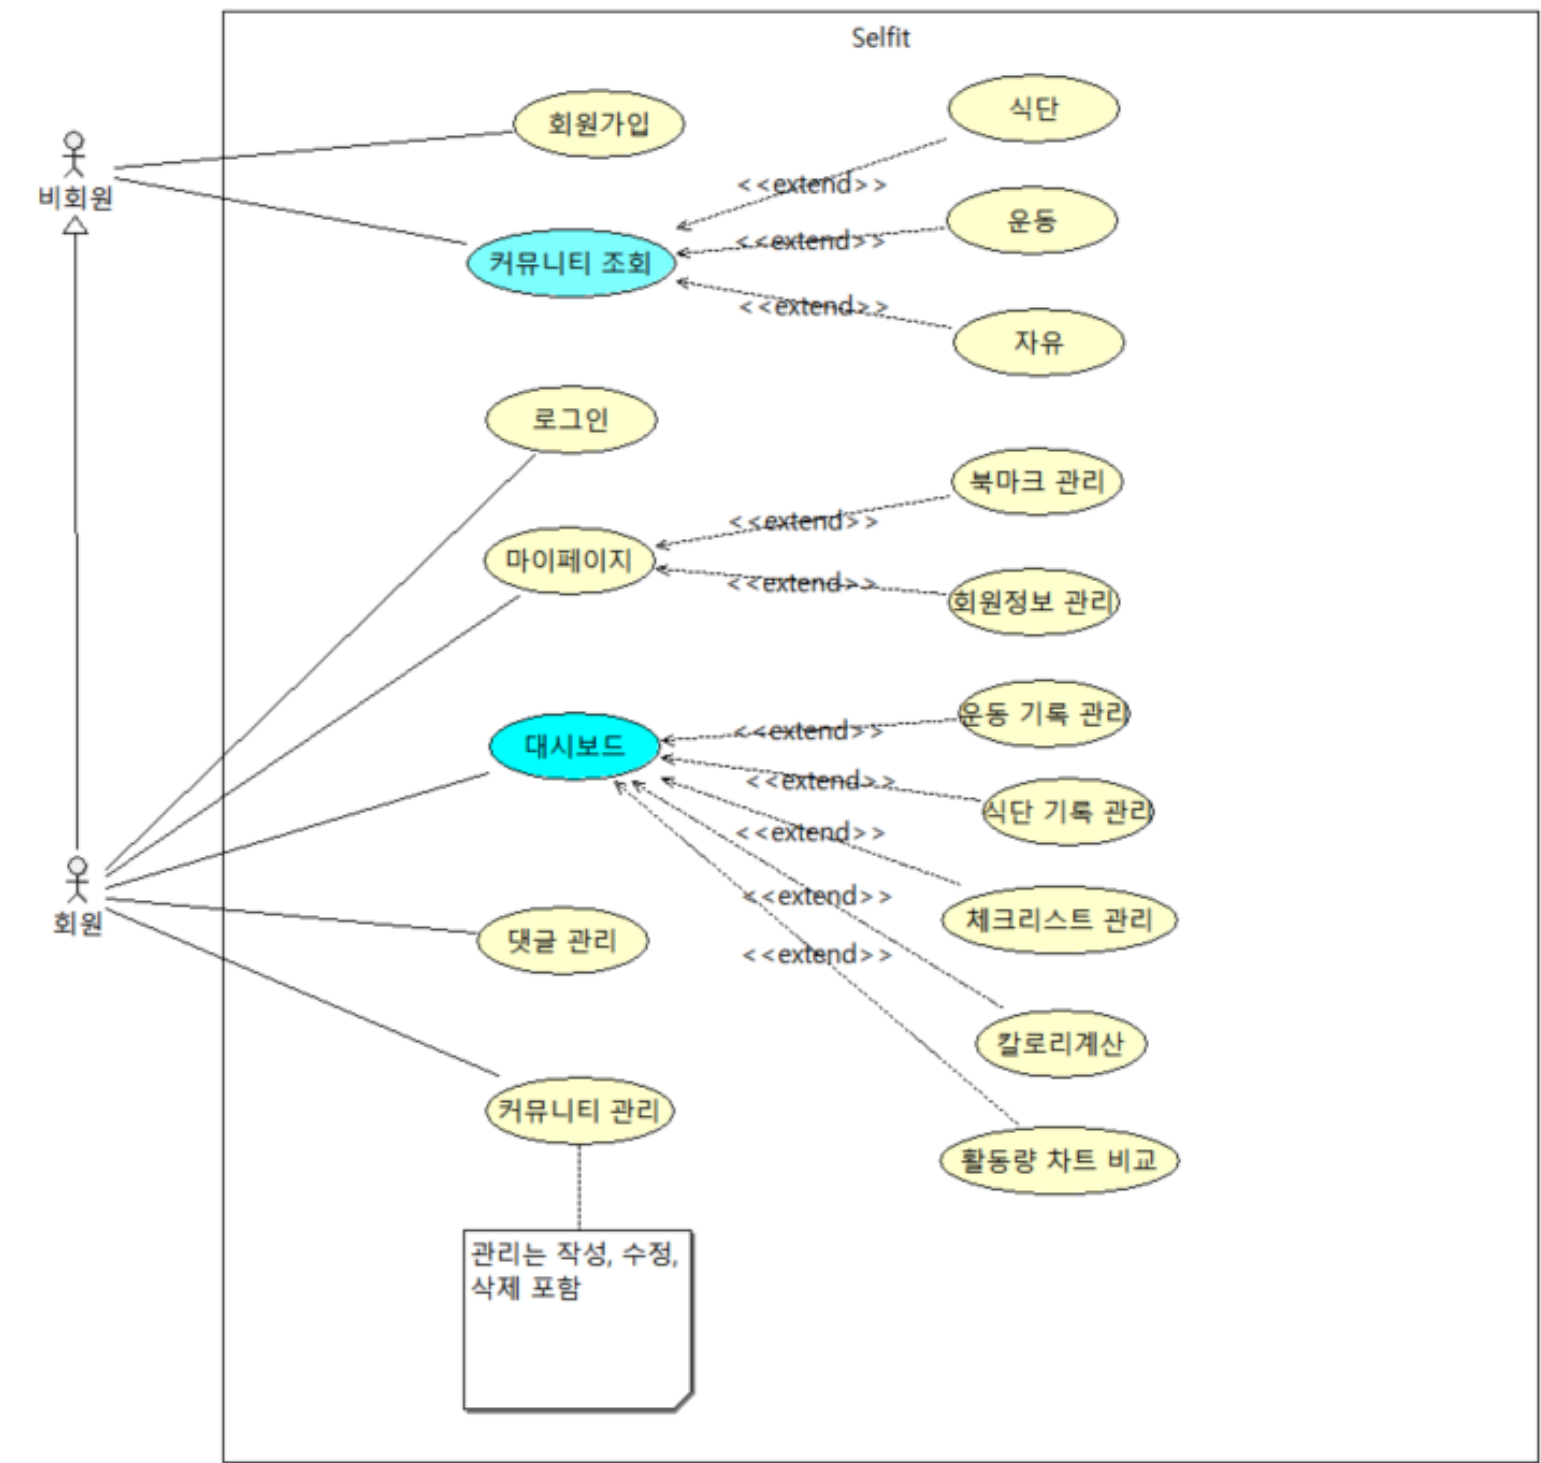 Selfit
회원가입
식단
비회원
<<extend>>
운동
<<extend>>
커뮤니티 조회
<<extend>>
자유
로그인
북마크 관리
<<extend>>
마이페이지
<<extend>>
회원정보 관리
운동 기록 관리
<<extend>>
대시보드
<<extend>>
식단 기록 관리
<<extend>>
체크리스트 관리
회원
<<extend>>
댓글 관리
<<extend>>
칼로리계산
커뮤니티 관리
활동량 차트 비교
관리는 작성, 수정,
삭제 포함